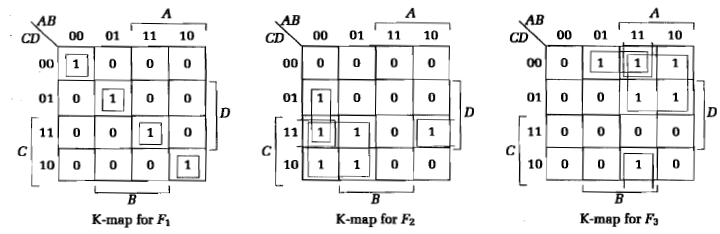 AB A AB A AB A
CD 00 01 11 10 CD 00 01 11 10 CD 00 01 11 10
00 1 0 0 0 00 0 0 0 0 00 0 1 1 1
01 0 1 0 0 D 01 1 0 0 0 D 01 0 0 1 1 D
C 11 0 0 1 0 C 11 1 1 0 1 C 11 0 0 0 0
10 0 0 0 1 10 1 1 0 0 10 0 0 1 0
B B B
K-map for F1 K-map for F2 K-map for F3